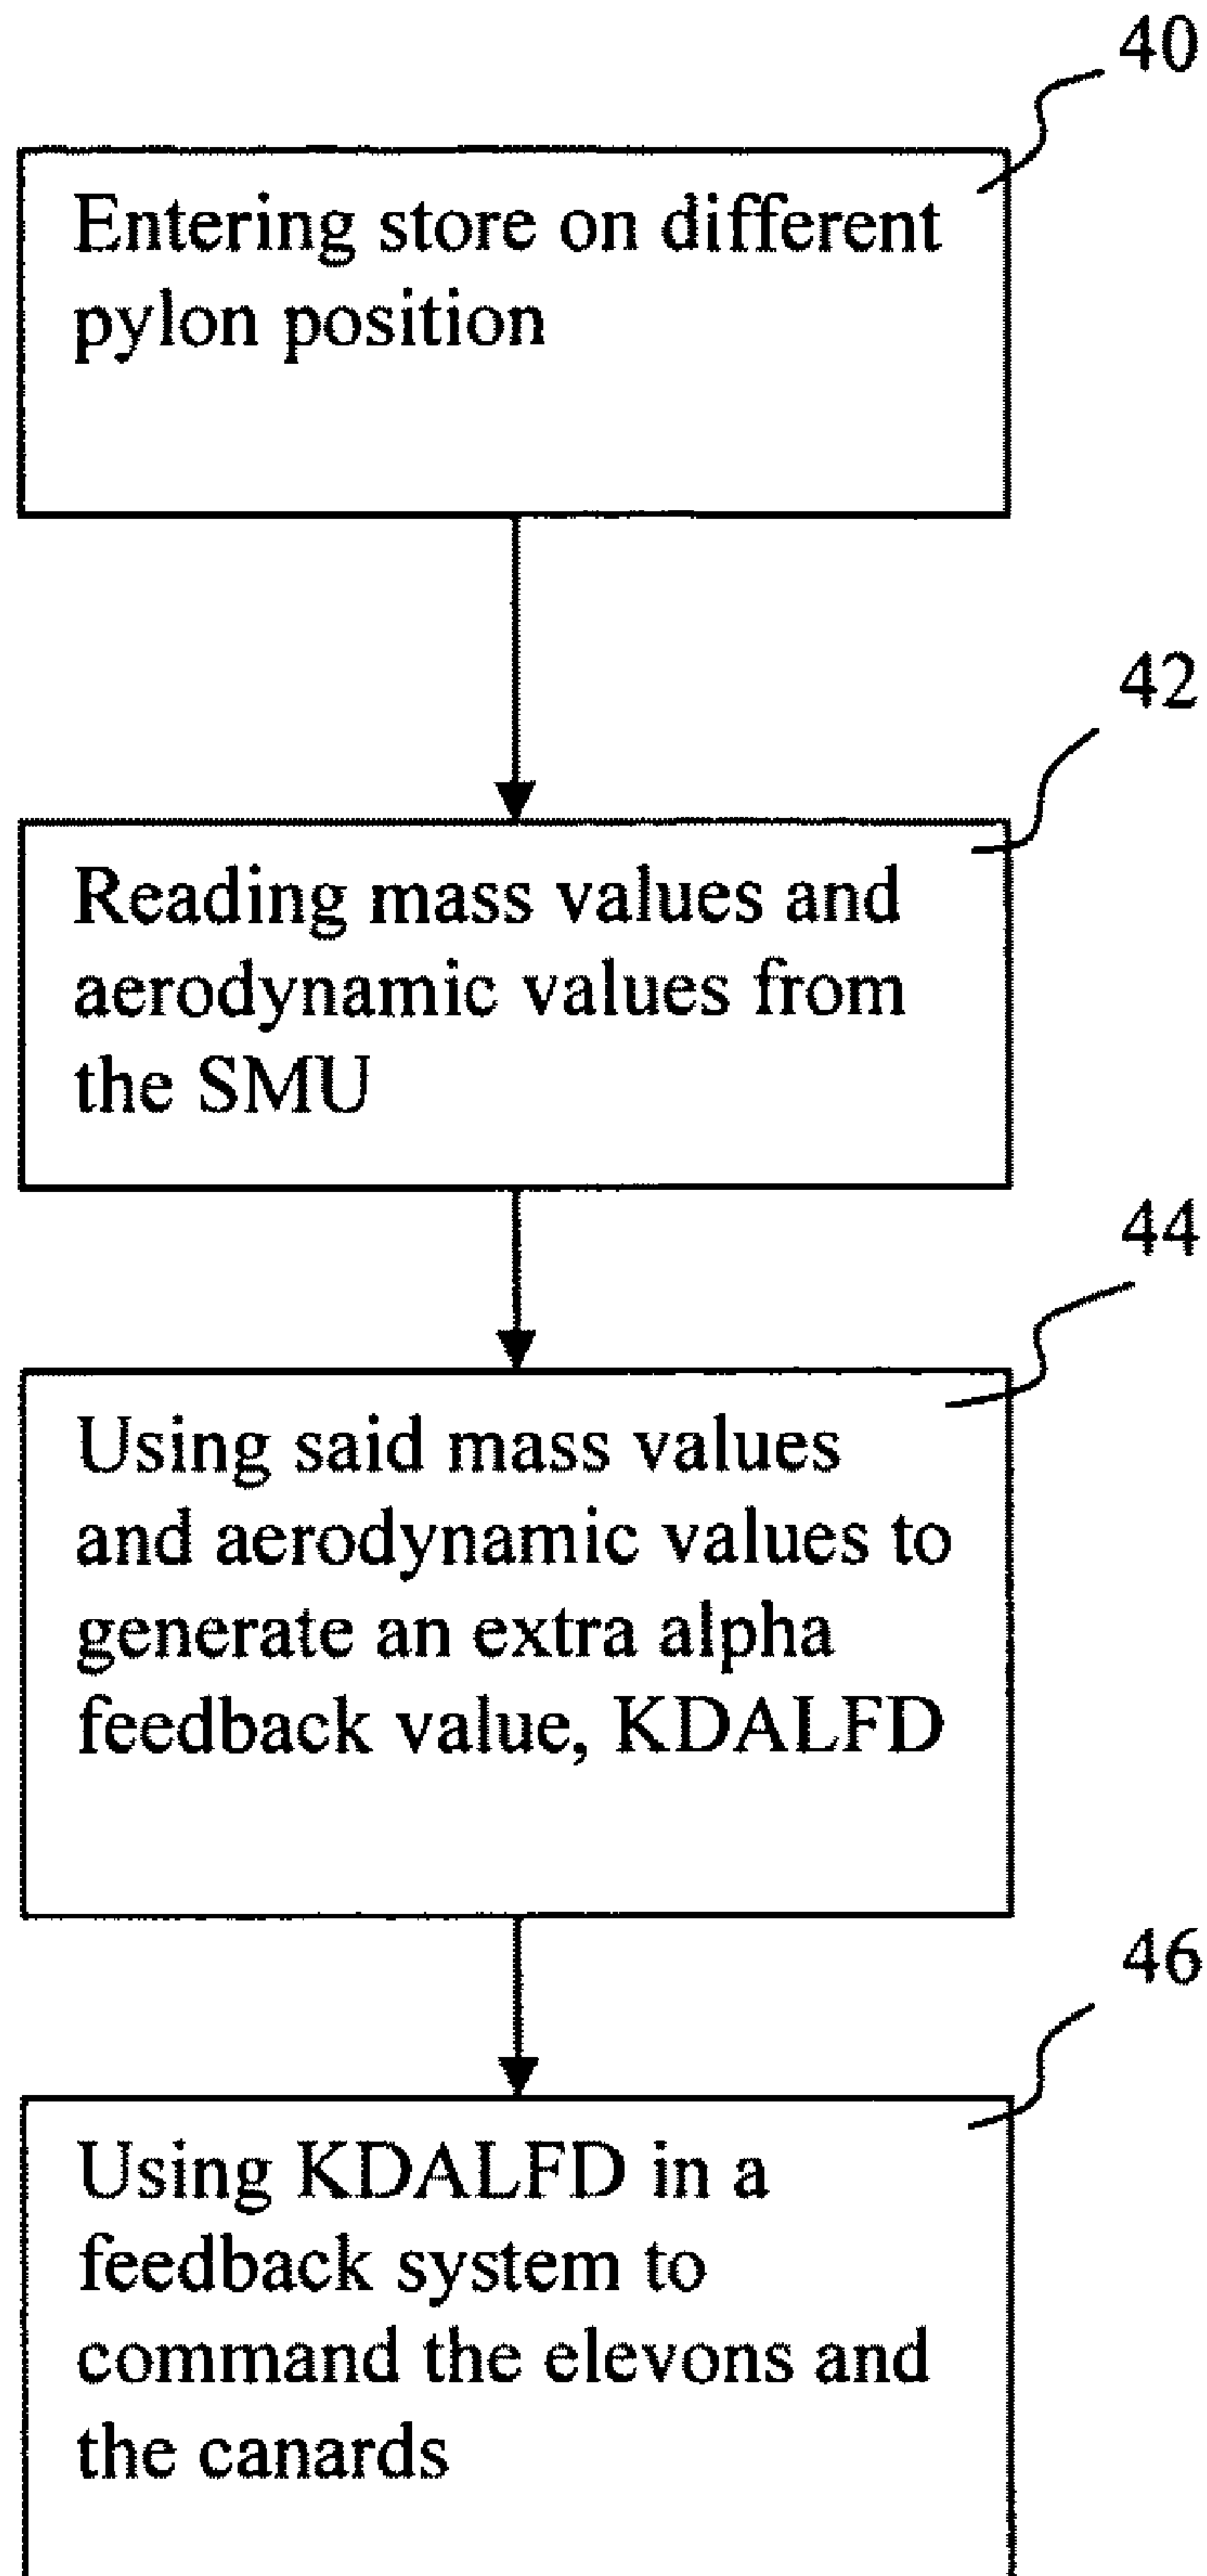 40
Entering store on different
pylon position
42
Reading mass values and
aerodynamic values from
the SMU
44
Using said mass values
and aerodynamic values to
generate an extra alpha
feedback value, KDALFD
46
Using KDALFD in a
feedback system to
command the elevons and
the canards